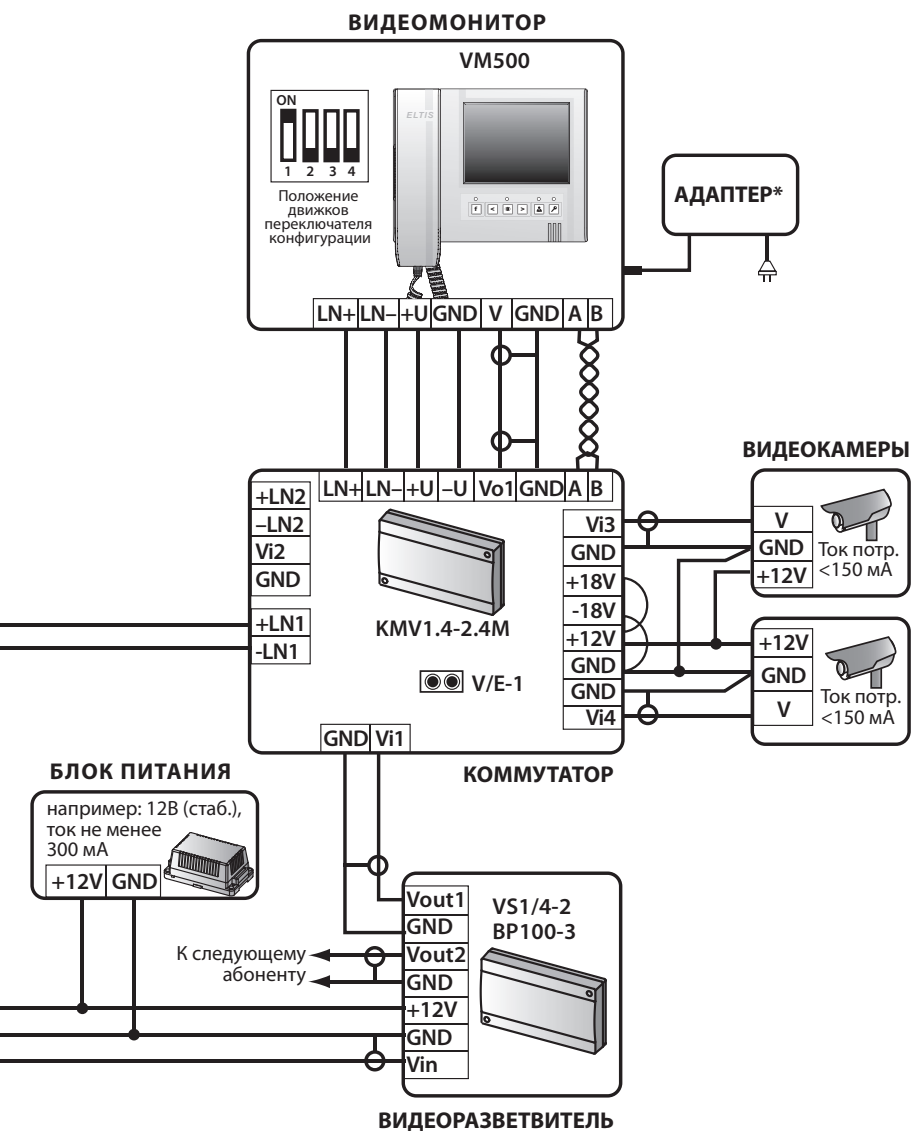 ВИДЕОМОНИТОР
VM500
ON
1 2 3 4
Положение
движков
переключателя
конфигурации
ELTIS
АДАПТЕР*
LN+ LN– +U GND V GND A B
ВИДЕОКАМЕРЫ
V
GND
+12V
Ток потр.
<150 мА
+12V
GND
V
Ток потр.
<150 мА
LN+ LN– +U –U Vo1 GND A B
+LN2
–LN2
Vi2
GND
+LN1
-LN1
KMV1.4-2.4M
V/E-1
Vi3
GND
+18V
-18V
+12V
GND
GND
Vi4
GND Vi1
КОММУТАТОР
БЛОК ПИТАНИЯ
например: 12В (стаб.),
ток не менее
300 мА
+12V GND
К следующему
абоненту
Vout1
GND
Vout2
GND
+12V
GND
Vin
VS1/4-2
BP100-3
ВИДЕОРАЗВЕТВИТЕЛЬ